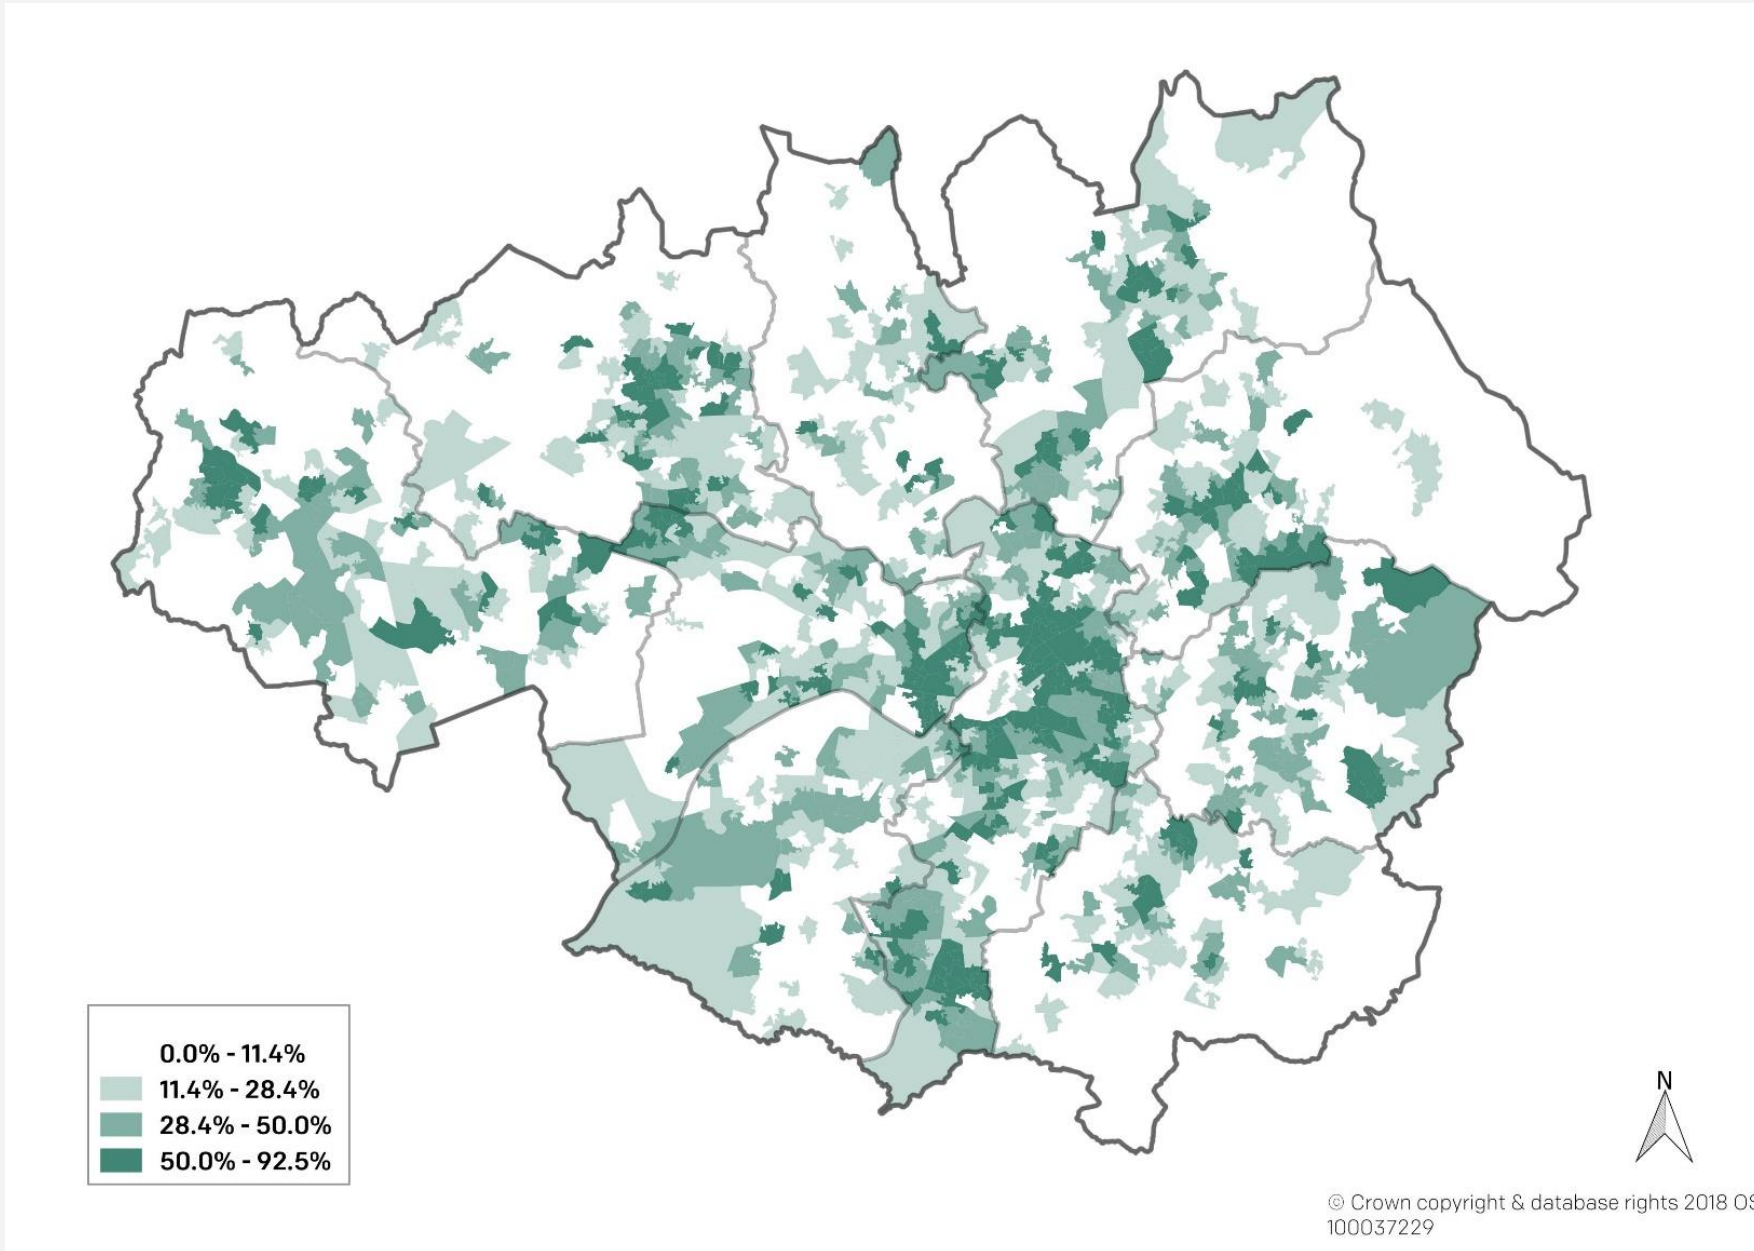 0.0% - 11.4%
11.4% - 28.4%
28.4% - 50.0%
50.0% - 92.5%
N
© Crown copyright & database rights 2018 OS
100037229